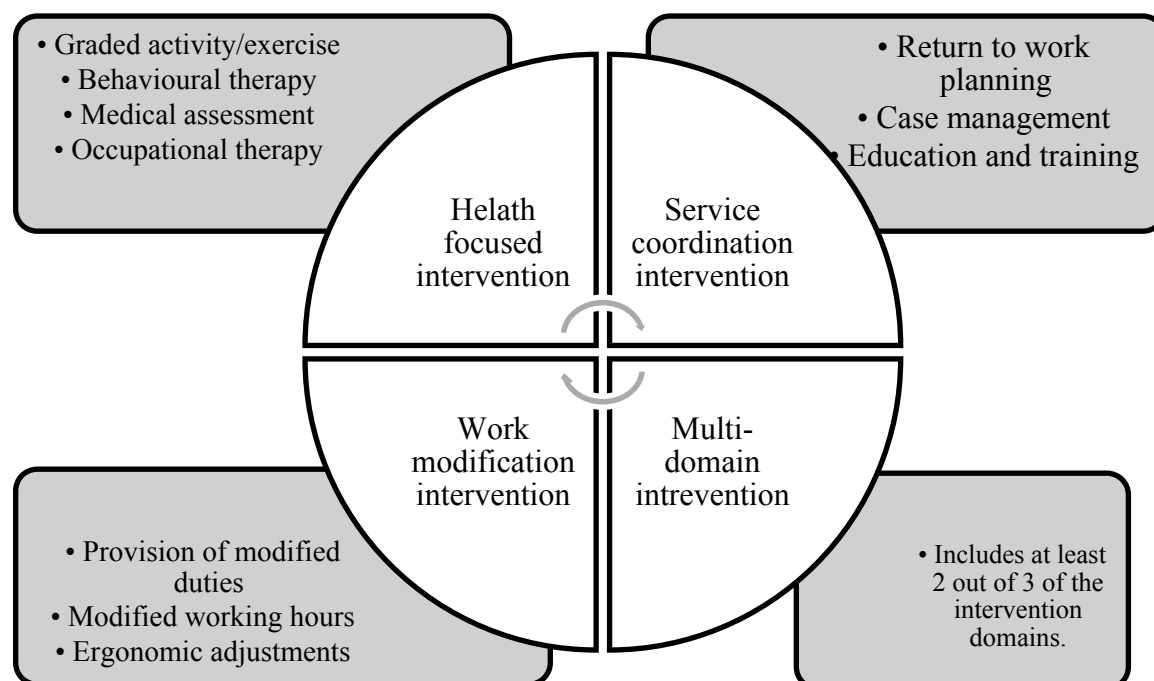 • Graded activity/exercise
• Behavioural therapy
• Medical assessment
• Occupational therapy
• Return to work
planning
• Case management
• Education and training
Helath
focused
intervention
Service
coordination
intervention
Work
modification
intervention
Multi-
domain
intrevention
• Provision of modified
duties
• Modified working hours
• Ergonomic adjustments
• Includes at least
2 out of 3 of the
intervention
domains.